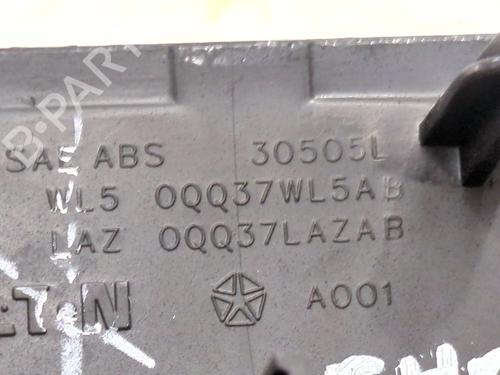 B-PARTS
SAE ABS 30505L
WL5 0QQ37WL5AB
LAZ 0QQ37LAZAB
A001